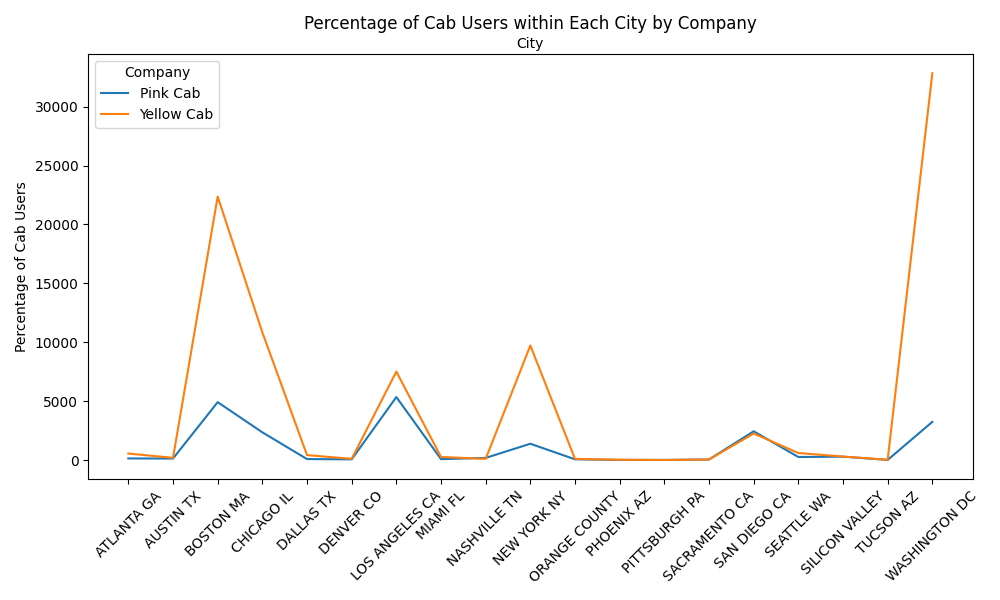 Percentage of Cab Users within Each City by Company
City
Company
Pink Cab
Yellow Cab
Percentage of Cab Users
30000
25000
20000
15000
10000
5000
0
ATLANTA GA
AUSTIN TX
BOSTON MA
CHICAGO IL
DALLAS TX
DENVER CO
LOS ANGELES CA
MIAMI FL
NASHVILLE TN
NEW YORK NY
ORANGE COUNTY
PHOENIX AZ
PITTSBURGH PA
SACRAMENTO CA
SAN DIEGO CA
SEATTLE WA
SILICON VALLEY
TUCSON AZ
WASHINGTON DC